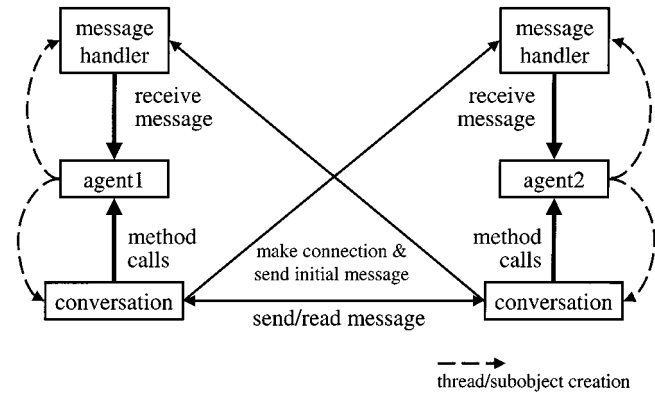 message
handler
message
handler
receive
message
receive
message
agent1
agent2
method
calls
make connection &
send initial message
method
calls
conversation
conversation
send/read message
thread/subobject creation